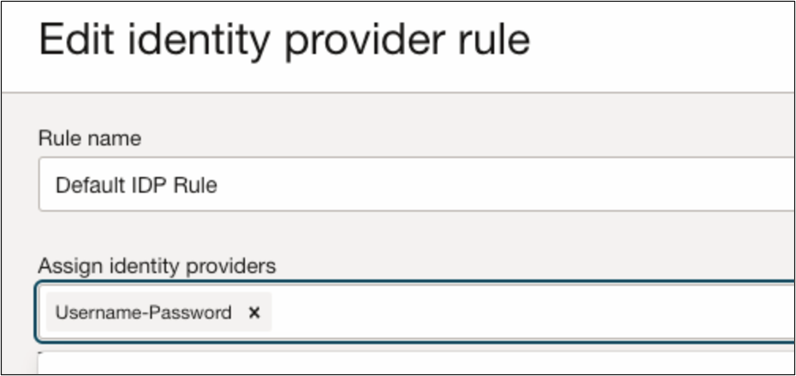 Edit identity provider rule
Rule name
Default IDP Rule
Assign identity providers
Username-Password ×